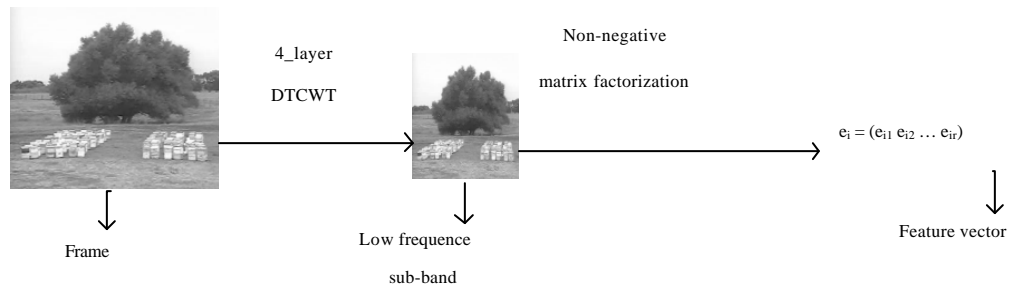 4_layer
DTCWT
Non-negative
matrix factorization
e_i = (e_i1 e_i2 … e_ir)
Frame
Low frequence
sub-band
Feature vector